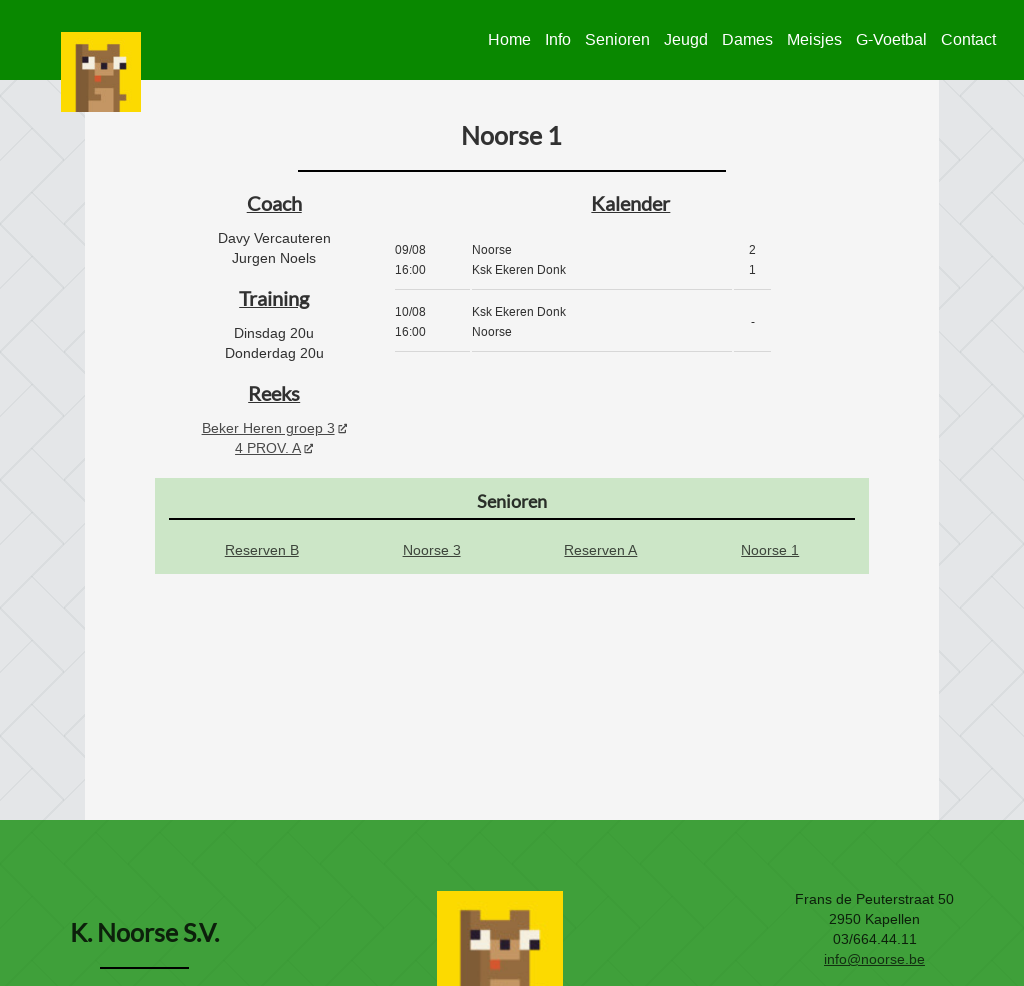 Home Info Senioren Jeugd Dames Meisjes G-Voetbal Contact
Noorse 1
Coach
Davy Vercauteren
Jurgen Noels
Training
Dinsdag 20u
Donderdag 20u
Reeks
Beker Heren groep 3
4 PROV. A
Kalender
09/08 Noorse 2
16:00 Ksk Ekeren Donk 1
10/08 Ksk Ekeren Donk
-
16:00 Noorse
Senioren
Reserven B Noorse 3 Reserven A Noorse 1
K. Noorse S.V.
Frans de Peuterstraat 50
2950 Kapellen
03/664.44.11
info@noorse.be